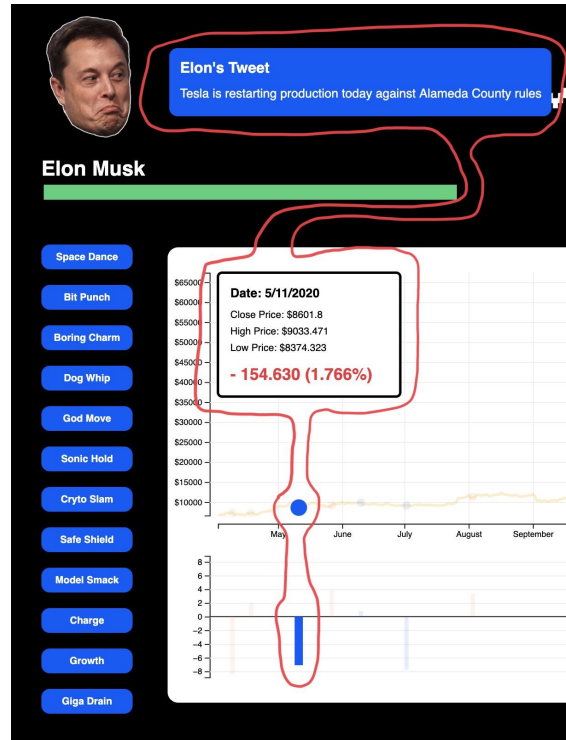 Elon's Tweet
Tesla is restarting production today against Alameda County rules
Elon Musk
Space Dance
Bit Punch
Boring Charm
Dog Whip
God Move
Sonic Hold
Cryto Slam
Safe Shield
Model Smack
Charge
Growth
Giga Drain
$65000
$60000
$55000
$50000
$45000
$40000
$35000
$30000
$25000
$20000
$15000
$10000
Date: 5/11/2020
Close Price: $8601.8
High Price: $9033.471
Low Price: $8374.323
- 154.630 (1.766%)
May
June
July
August
September
8
6
4
2
0
−2
−4
−6
−8